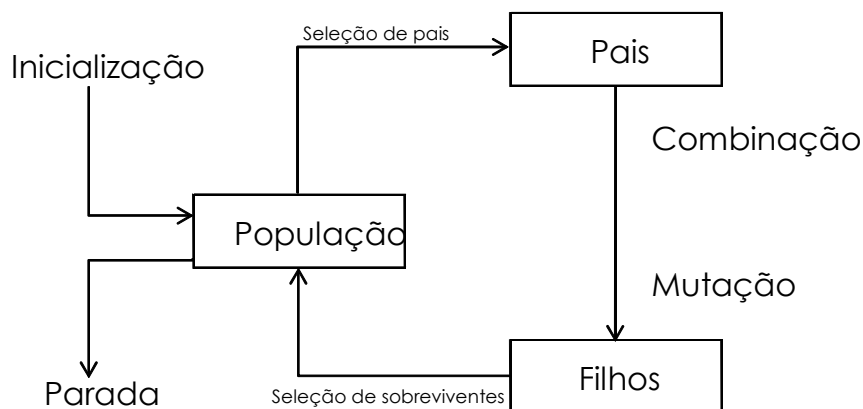 Seleção de pais
Pais
Inicialização
Combinação
População
Mutação
Parada
Seleção de sobreviventes
Filhos